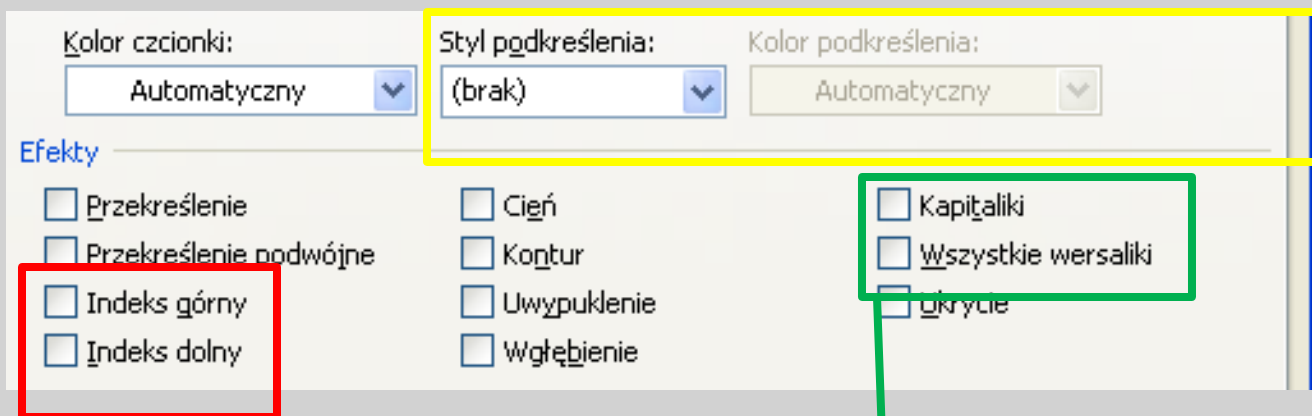 Kolor czcionki: Styl podkreślenia: Kolor podkreślenia:
Automatyczny (brak) Automatyczny
Efekty
Przekreślenie Cień Kapitaliki
Przekreślenie podwójne Kontur Wszystkie wersaliki
Indeks górny Uwypuklenie Ukrycie
Indeks dolny Wgłębienie